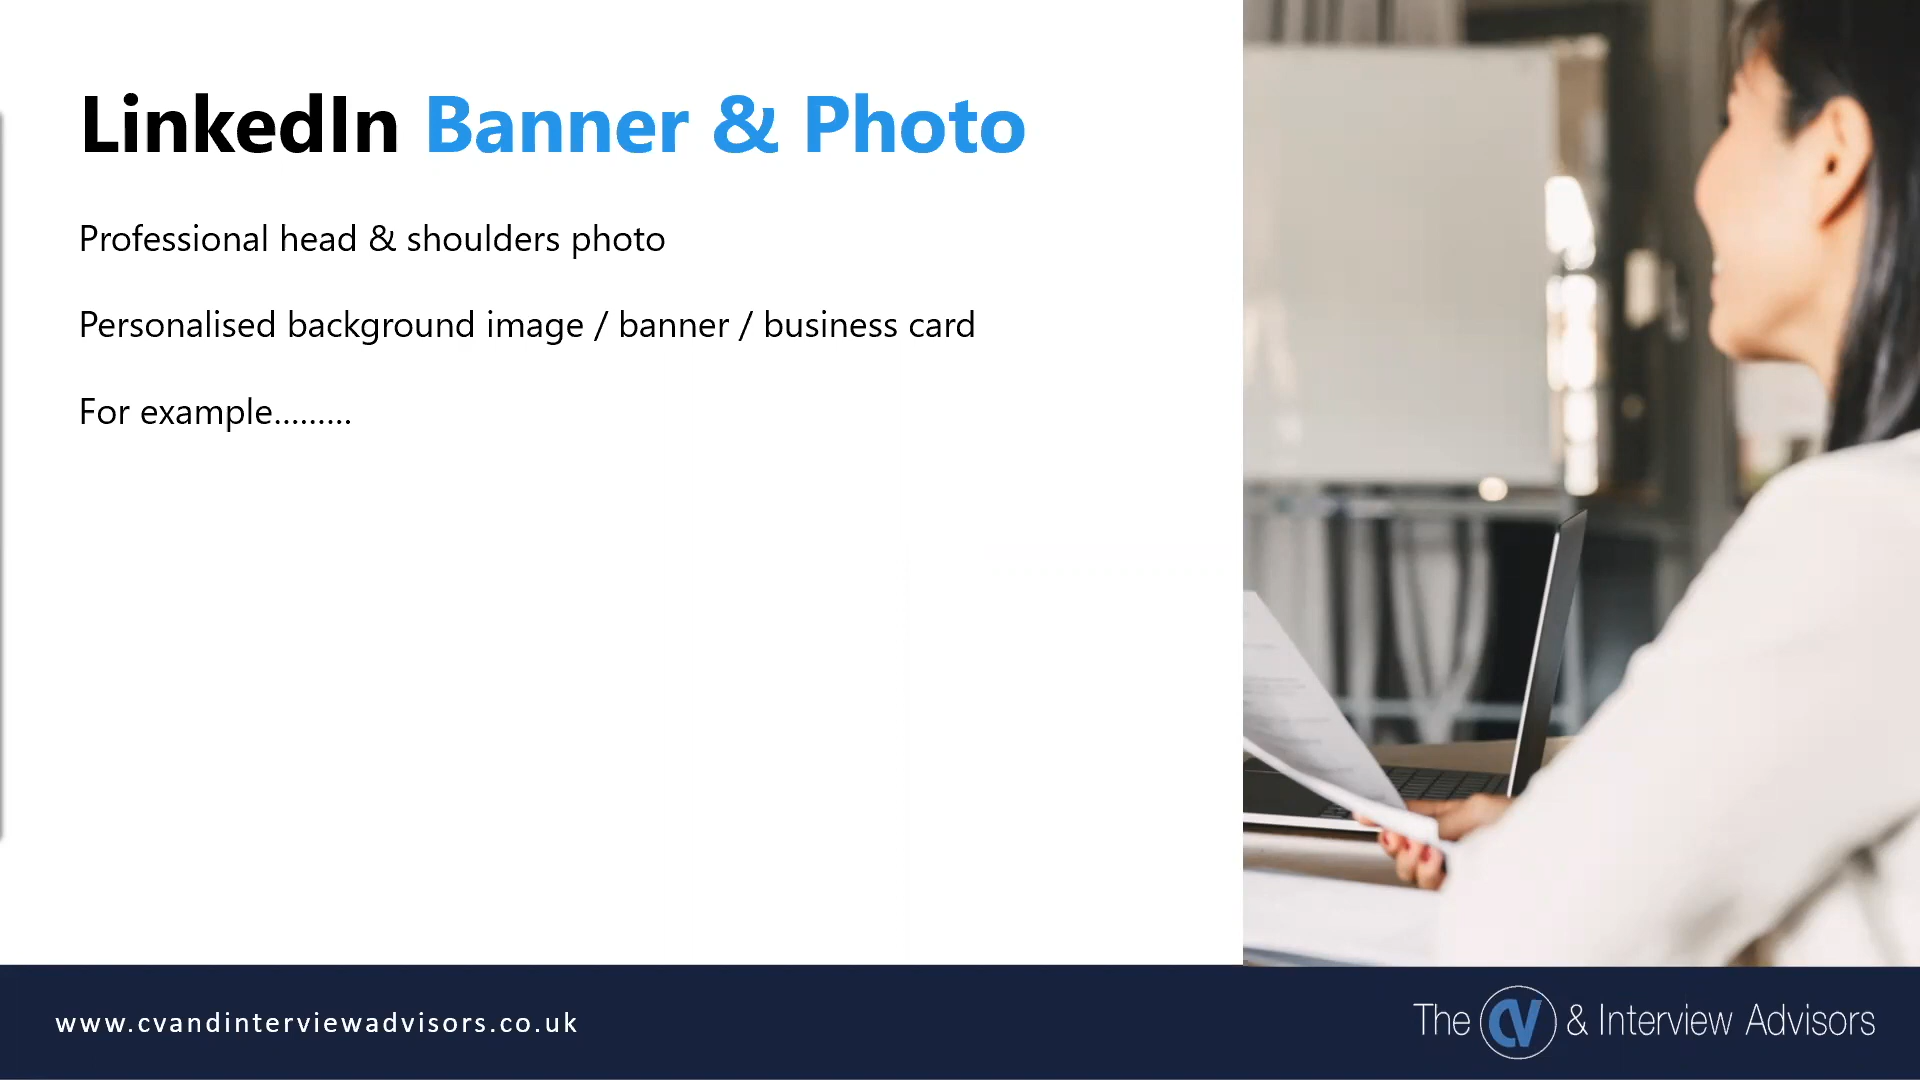 LinkedIn Banner & Photo
Professional head & shoulders photo
Personalised background image / banner / business card
For example.........
www.cvandinterviewadvisors.co.uk
The CV & Interview Advisors